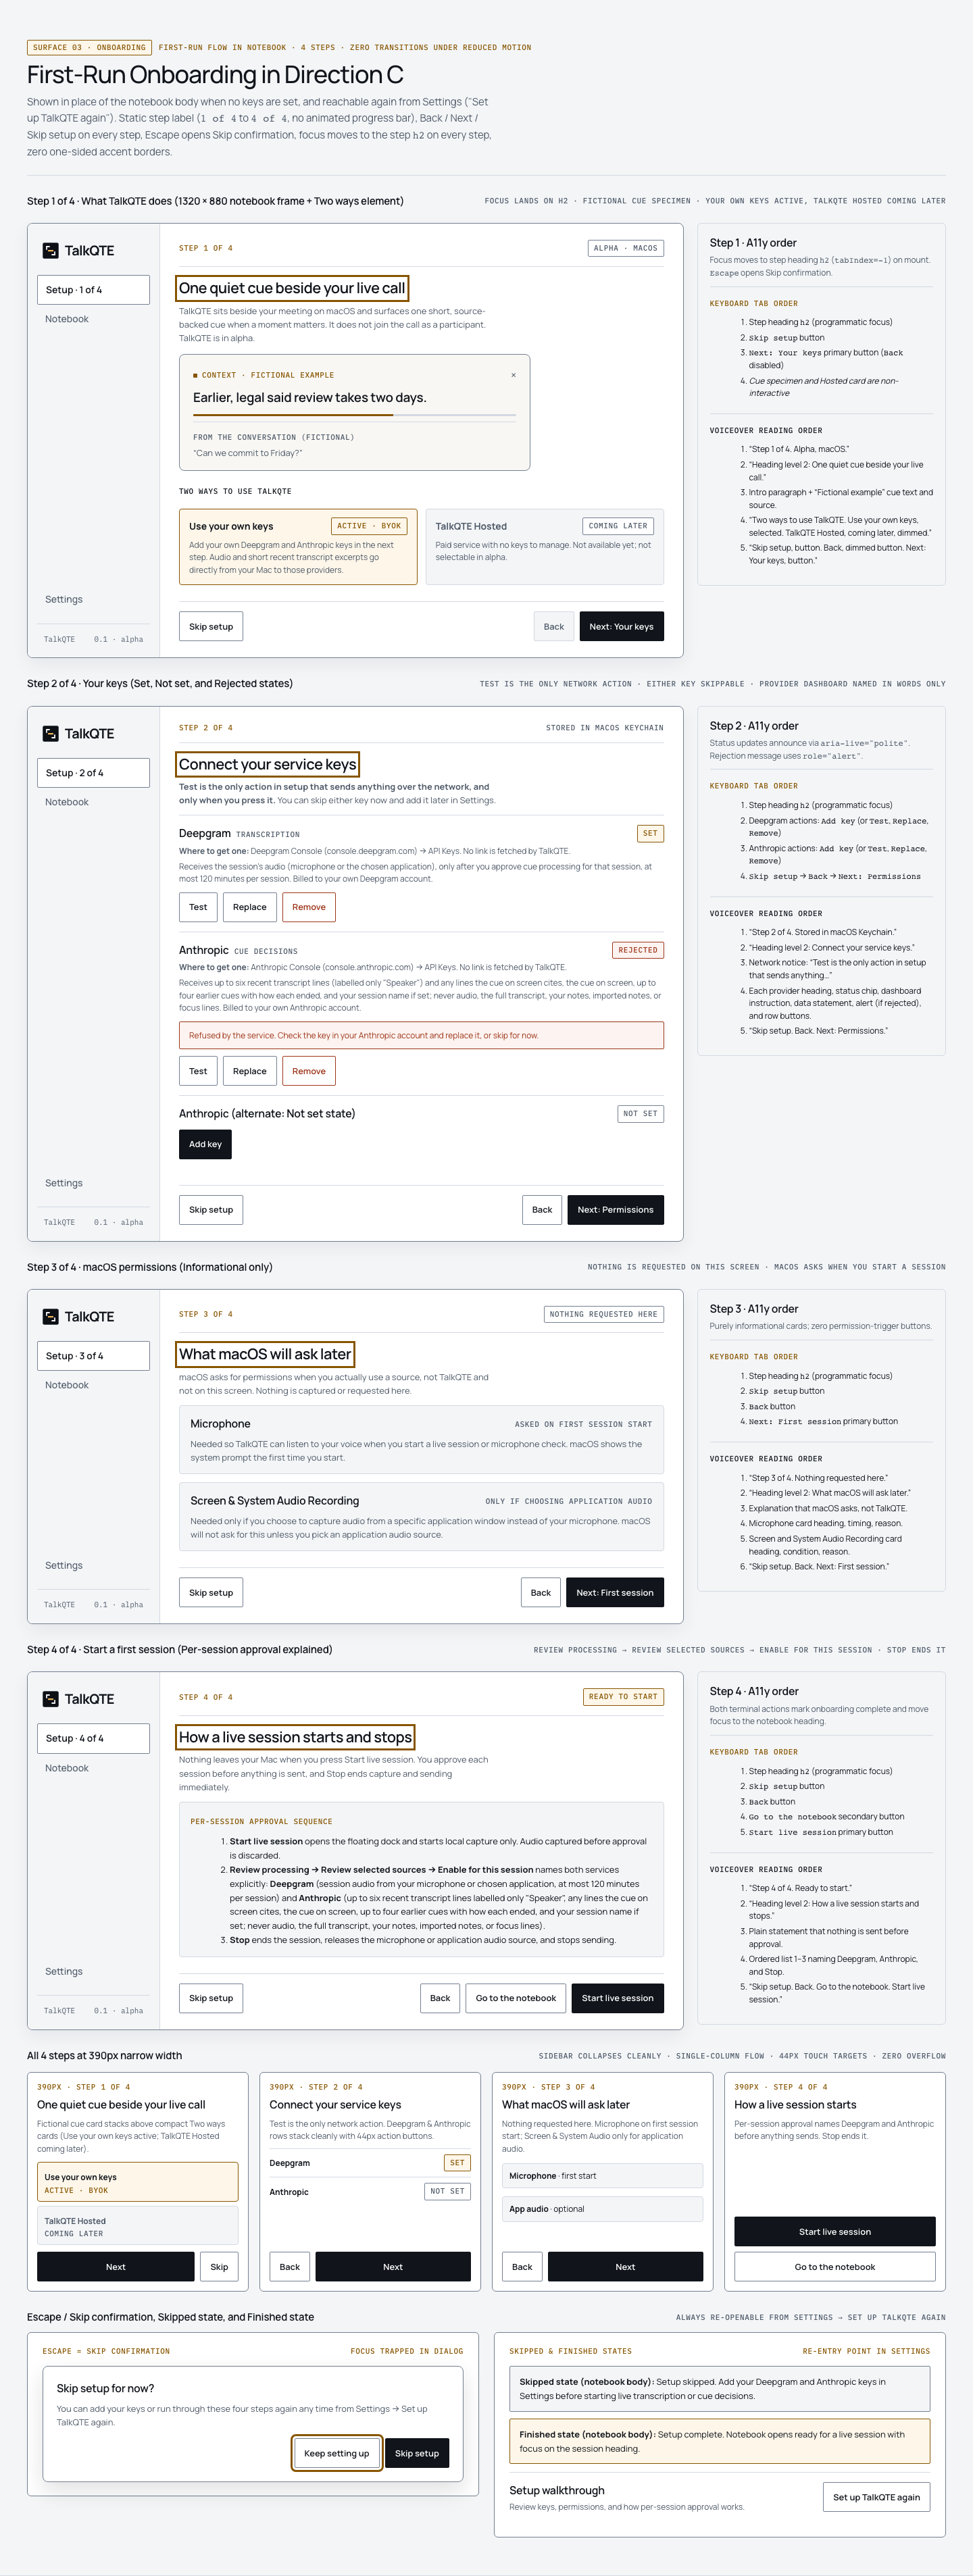 SURFACE 03 · ONBOARDING
FIRST-RUN FLOW IN NOTEBOOK · 4 STEPS · ZERO TRANSITIONS UNDER REDUCED MOTION
First-Run Onboarding in Direction C
Shown in place of the notebook body when no keys are set, and reachable again from Settings ("Set
up TalkQTE again"). Static step label (1 of 4 to 4 of 4, no animated progress bar), Back / Next /
Skip setup on every step, Escape opens Skip confirmation, focus moves to the step h2 on every step,
zero one-sided accent borders.
Step 1 of 4 · What TalkQTE does (1320 × 880 notebook frame + Two ways element)
FOCUS LANDS ON H2 · FICTIONAL CUE SPECIMEN · YOUR OWN KEYS ACTIVE, TALKQTE HOSTED COMING LATER
TalkQTE
Setup · 1 of 4
Notebook
Settings
TalkQTE 0.1 · alpha
STEP 1 OF 4
ALPHA · MACOS
One quiet cue beside your live call
TalkQTE sits beside your meeting on macOS and surfaces one short, source-
backed cue when a moment matters. It does not join the call as a participant.
TalkQTE is in alpha.
■ CONTEXT · FICTIONAL EXAMPLE ×
Earlier, legal said review takes two days.
FROM THE CONVERSATION (FICTIONAL)
"Can we commit to Friday?"
TWO WAYS TO USE TALKQTE
Use your own keys
ACTIVE · BYOK
Add your own Deepgram and Anthropic keys in the next
step. Audio and short recent transcript excerpts go
directly from your Mac to those providers.
TalkQTE Hosted
COMING LATER
Paid service with no keys to manage. Not available yet; not
selectable in alpha.
Skip setup
Back
Next: Your keys
Step 1 · A11y order
Focus moves to step heading h2 (tabIndex=-1) on mount.
Escape opens Skip confirmation.
KEYBOARD TAB ORDER
1. Step heading h2 (programmatic focus)
2. Skip setup button
3. Next: Your keys primary button (Back
disabled)
4. Cue specimen and Hosted card are non-
interactive
VOICEOVER READING ORDER
1. "Step 1 of 4. Alpha, macOS."
2. "Heading level 2: One quiet cue beside your live
call."
3. Intro paragraph + "Fictional example" cue text and
source.
4. "Two ways to use TalkQTE. Use your own keys,
selected. TalkQTE Hosted, coming later, dimmed."
5. "Skip setup, button. Back, dimmed button. Next:
Your keys, button."
Step 2 of 4 · Your keys (Set, Not set, and Rejected states)
TEST IS THE ONLY NETWORK ACTION · EITHER KEY SKIPPABLE · PROVIDER DASHBOARD NAMED IN WORDS ONLY
TalkQTE
Setup · 2 of 4
Notebook
Settings
TalkQTE 0.1 · alpha
STEP 2 OF 4
STORED IN MACOS KEYCHAIN
Connect your service keys
Test is the only action in setup that sends anything over the network, and
only when you press it. You can skip either key now and add it later in Settings.
Deepgram TRANSCRIPTION
SET
Where to get one: Deepgram Console (console.deepgram.com) → API Keys. No link is fetched by TalkQTE.
Receives the session's audio (microphone or the chosen application), only after you approve cue processing for that session, at
most 120 minutes per session. Billed to your own Deepgram account.
Test
Replace
Remove
Anthropic CUE DECISIONS
REJECTED
Where to get one: Anthropic Console (console.anthropic.com) → API Keys. No link is fetched by TalkQTE.
Receives up to six recent transcript lines (labelled only "Speaker") and any lines the cue on screen cites, the cue on screen, up to
four earlier cues with how each ended, and your session name if set; never audio, the full transcript, your notes, imported notes, or
focus lines. Billed to your own Anthropic account.
Refused by the service. Check the key in your Anthropic account and replace it, or skip for now.
Test
Replace
Remove
Anthropic (alternate: Not set state)
NOT SET
Add key
Skip setup
Back
Next: Permissions
Step 2 · A11y order
Status updates announce via aria-live="polite".
Rejection message uses role="alert".
KEYBOARD TAB ORDER
1. Step heading h2 (programmatic focus)
2. Deepgram actions: Add key (or Test, Replace,
Remove)
3. Anthropic actions: Add key (or Test, Replace,
Remove)
4. Skip setup → Back → Next: Permissions
VOICEOVER READING ORDER
1. "Step 2 of 4. Stored in macOS Keychain."
2. "Heading level 2: Connect your service keys."
3. Network notice: "Test is the only action in setup
that sends anything…"
4. Each provider heading, status chip, dashboard
instruction, data statement, alert (if rejected),
and row buttons.
5. "Skip setup. Back. Next: Permissions."
Step 3 of 4 · macOS permissions (Informational only)
NOTHING IS REQUESTED ON THIS SCREEN · MACOS ASKS WHEN YOU START A SESSION
TalkQTE
Setup · 3 of 4
Notebook
Settings
TalkQTE 0.1 · alpha
STEP 3 OF 4
NOTHING REQUESTED HERE
What macOS will ask later
macOS asks for permissions when you actually use a source, not TalkQTE and
not on this screen. Nothing is captured or requested here.
Microphone
ASKED ON FIRST SESSION START
Needed so TalkQTE can listen to your voice when you start a live session or microphone check. macOS shows the
system prompt the first time you start.
Screen & System Audio Recording
ONLY IF CHOOSING APPLICATION AUDIO
Needed only if you choose to capture audio from a specific application window instead of your microphone. macOS
will not ask for this unless you pick an application audio source.
Skip setup
Back
Next: First session
Step 3 · A11y order
Purely informational cards; zero permission-trigger buttons.
KEYBOARD TAB ORDER
1. Step heading h2 (programmatic focus)
2. Skip setup button
3. Back button
4. Next: First session primary button
VOICEOVER READING ORDER
1. "Step 3 of 4. Nothing requested here."
2. "Heading level 2: What macOS will ask later."
3. Explanation that macOS asks, not TalkQTE.
4. Microphone card heading, timing, reason.
5. Screen and System Audio Recording card
heading, condition, reason.
6. "Skip setup. Back. Next: First session."
Step 4 of 4 · Start a first session (Per-session approval explained)
REVIEW PROCESSING → REVIEW SELECTED SOURCES → ENABLE FOR THIS SESSION · STOP ENDS IT
TalkQTE
Setup · 4 of 4
Notebook
Settings
TalkQTE 0.1 · alpha
STEP 4 OF 4
READY TO START
How a live session starts and stops
Nothing leaves your Mac when you press Start live session. You approve each
session before anything is sent, and Stop ends capture and sending
immediately.
PER-SESSION APPROVAL SEQUENCE
1. Start live session opens the floating dock and starts local capture only. Audio captured before approval
is discarded.
2. Review processing → Review selected sources → Enable for this session names both services
explicitly: Deepgram (session audio from your microphone or chosen application, at most 120 minutes
per session) and Anthropic (up to six recent transcript lines labelled only "Speaker", any lines the cue on
screen cites, the cue on screen, up to four earlier cues with how each ended, and your session name if
set; never audio, the full transcript, your notes, imported notes, or focus lines).
3. Stop ends the session, releases the microphone or application audio source, and stops sending.
Skip setup
Back
Go to the notebook
Start live session
Step 4 · A11y order
Both terminal actions mark onboarding complete and move
focus to the notebook heading.
KEYBOARD TAB ORDER
1. Step heading h2 (programmatic focus)
2. Skip setup button
3. Back button
4. Go to the notebook secondary button
5. Start live session primary button
VOICEOVER READING ORDER
1. "Step 4 of 4. Ready to start."
2. "Heading level 2: How a live session starts and
stops."
3. Plain statement that nothing is sent before
approval.
4. Ordered list 1–3 naming Deepgram, Anthropic,
and Stop.
5. "Skip setup. Back. Go to the notebook. Start live
session."
All 4 steps at 390px narrow width
SIDEBAR COLLAPSES CLEANLY · SINGLE-COLUMN FLOW · 44PX TOUCH TARGETS · ZERO OVERFLOW
390PX · STEP 1 OF 4
One quiet cue beside your live call
Fictional cue card stacks above compact Two ways
cards (Use your own keys active; TalkQTE Hosted
coming later).
Use your own keys
ACTIVE · BYOK
TalkQTE Hosted
COMING LATER
Next
Skip
390PX · STEP 2 OF 4
Connect your service keys
Test is the only network action. Deepgram & Anthropic
rows stack cleanly with 44px action buttons.
Deepgram
SET
Anthropic
NOT SET
Back
Next
390PX · STEP 3 OF 4
What macOS will ask later
Nothing requested here. Microphone on first session
start; Screen & System Audio only for application
audio.
Microphone · first start
App audio · optional
Back
Next
390PX · STEP 4 OF 4
How a live session starts
Per-session approval names Deepgram and Anthropic
before anything sends. Stop ends it.
Start live session
Go to the notebook
Escape / Skip confirmation, Skipped state, and Finished state
ALWAYS RE-OPENABLE FROM SETTINGS → SET UP TALKQTE AGAIN
ESCAPE = SKIP CONFIRMATION
FOCUS TRAPPED IN DIALOG
Skip setup for now?
You can add your keys or run through these four steps again any time from Settings → Set up
TalkQTE again.
Keep setting up
Skip setup
SKIPPED & FINISHED STATES
RE-ENTRY POINT IN SETTINGS
Skipped state (notebook body): Setup skipped. Add your Deepgram and Anthropic keys in
Settings before starting live transcription or cue decisions.
Finished state (notebook body): Setup complete. Notebook opens ready for a live session with
focus on the session heading.
Setup walkthrough
Review keys, permissions, and how per-session approval works.
Set up TalkQTE again